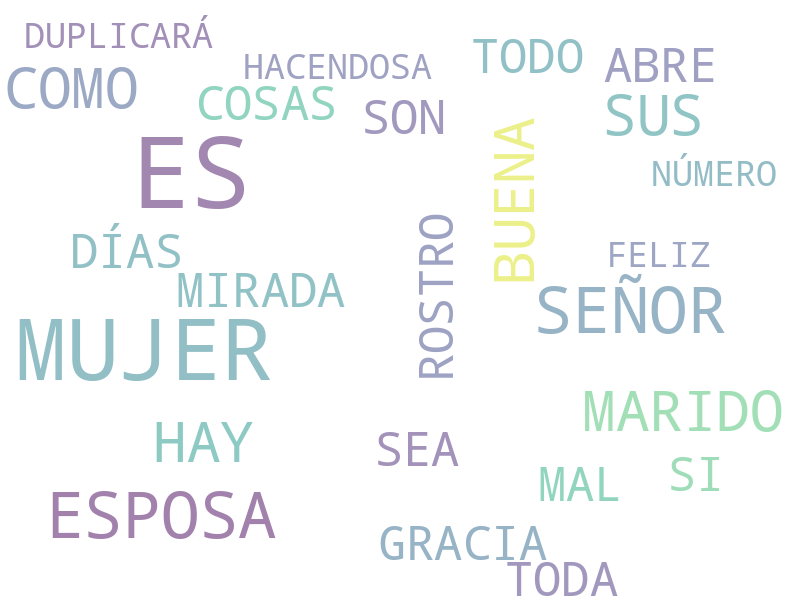 DUPLICARÁ
HACENDOSA
TODO
ABRE
COMO
COSAS
SON
SUS
ES
BUENA
NÚMERO
DÍAS
MIRADA
ROSTRO
FELIZ
SEÑOR
MUJER
MARIDO
HAY
SEA
SI
MAL
ESPOSA
GRACIA
TODA